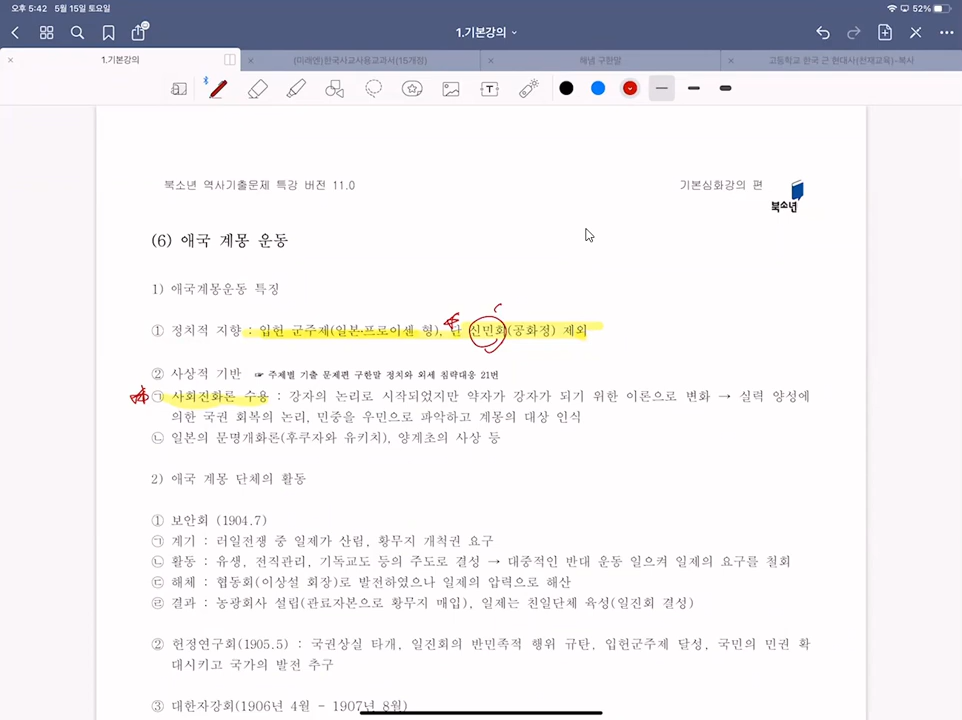 오후 5:42 5월 15일 토요일
52%
1.기본강의
1.기본강의
(미래엔)한국사교사용교과서(15개정)
해냄 구한말
고등학교 한국 근 현대사(천재교육)-복사
북소년 역사기출문제 특강 버전 11.0
기본심화강의 편
북소년
(6) 애국 계몽 운동
1) 애국계몽운동 특징
① 정치적 지향 : 입헌 군주제(일본·프로이센 형), 단 신민회(공화정) 제외
② 사상적 기반 ☞ 주제별 기출 문제편 구한말 정치와 외세 침략대응 21번
㉠ 사회진화론 수용 : 강자의 논리로 시작되었지만 약자가 강자가 되기 위한 이론으로 변화 → 실력 양성에
의한 국권 회복의 논리, 민중을 우민으로 파악하고 계몽의 대상 인식
㉡ 일본의 문명개화론(후쿠자와 유키치), 양계초의 사상 등
2) 애국 계몽 단체의 활동
① 보안회 (1904.7)
㉠ 계기 : 러일전쟁 중 일제가 산림, 황무지 개척권 요구
㉡ 활동 : 유생, 전직관리, 기독교도 등의 주도로 결성 → 대중적인 반대 운동 일으켜 일제의 요구를 철회
㉢ 해체 : 협동회(이상설 회장)로 발전하였으나 일제의 압력으로 해산
㉣ 결과 : 농광회사 설립(관료자본으로 황무지 매입), 일제는 친일단체 육성(일진회 결성)
② 헌정연구회(1905.5) : 국권상실 타개, 일진회의 반민족적 행위 규탄, 입헌군주제 달성, 국민의 민권 확
대시키고 국가의 발전 추구
③ 대한자강회(1906년 4월 - 1907년 8월)